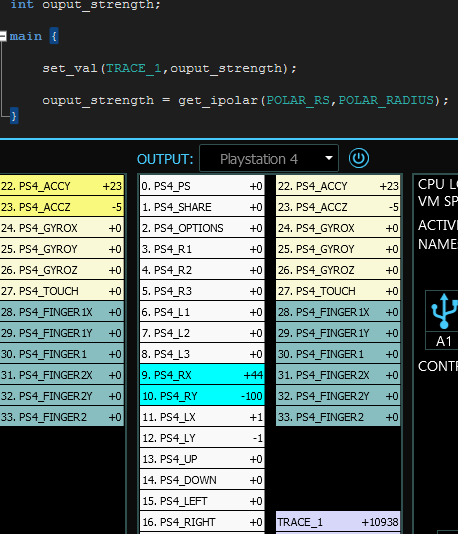 int ouput_strength;
main {
set_val(TRACE_1,ouput_strength);
ouput_strength = get_ipolar(POLAR_RS,POLAR_RADIUS);
}
OUTPUT: Playstation 4
22. PS4_ACCY +23
23. PS4_ACCZ -5
24. PS4_GYROX +0
25. PS4_GYROY +0
26. PS4_GYROZ +0
27. PS4_TOUCH +0
28. PS4_FINGER1X +0
29. PS4_FINGER1Y +0
30. PS4_FINGER1 +0
31. PS4_FINGER2X +0
32. PS4_FINGER2Y +0
33. PS4_FINGER2 +0
0. PS4_PS +0
1. PS4_SHARE +0
2. PS4_OPTIONS +0
3. PS4_R1 +0
4. PS4_R2 +0
5. PS4_R3 +0
6. PS4_L1 +0
7. PS4_L2 +0
8. PS4_L3 +0
9. PS4_RX +44
10. PS4_RY -100
11. PS4_LX +1
12. PS4_LY -1
13. PS4_UP +0
14. PS4_DOWN +0
15. PS4_LEFT +0
16. PS4_RIGHT +0
22. PS4_ACCY +23
23. PS4_ACCZ -5
24. PS4_GYROX +0
25. PS4_GYROY +0
26. PS4_GYROZ +0
27. PS4_TOUCH +0
28. PS4_FINGER1X +0
29. PS4_FINGER1Y +0
30. PS4_FINGER1 +0
31. PS4_FINGER2X +0
32. PS4_FINGER2Y +0
33. PS4_FINGER2 +0
TRACE_1 +10938
CPU LO
VM SP
ACTIVE
NAME
A1
CONT